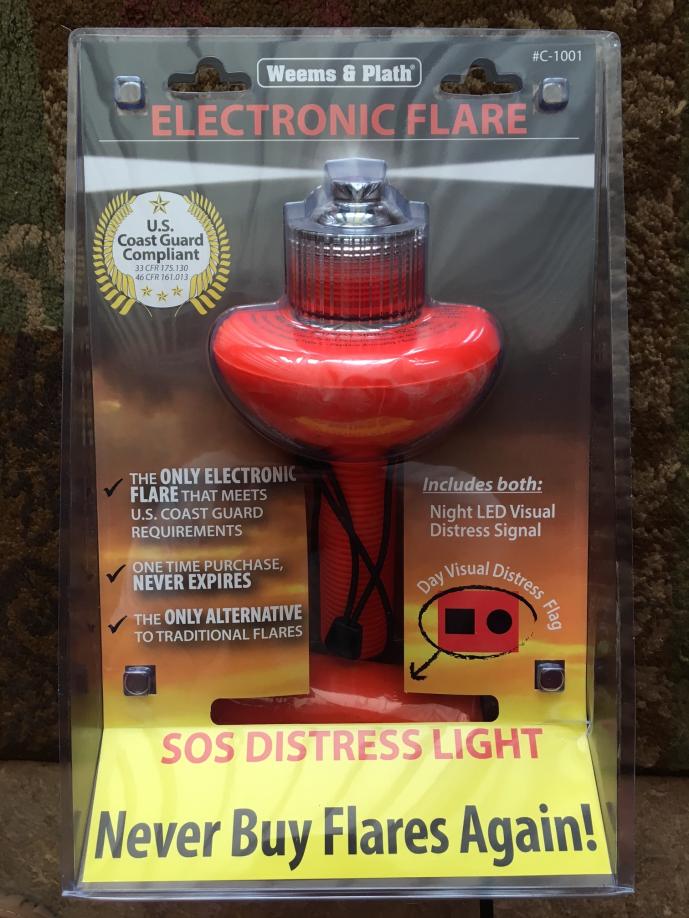 Weems & Plath®
#C-1001
ELECTRONIC FLARE
U.S.
Coast Guard
Compliant
33 CFR 175.130
46 CFR 161.013
THE ONLY ELECTRONIC
FLARE THAT MEETS
U.S. COAST GUARD
REQUIREMENTS
ONE TIME PURCHASE,
NEVER EXPIRES
THE ONLY ALTERNATIVE
TO TRADITIONAL FLARES
Includes both:
Night LED Visual
Distress Signal
Day Visual Distress Flag
SOS DISTRESS LIGHT
Never Buy Flares Again!